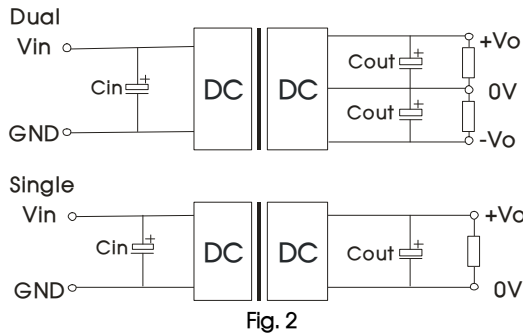 Dual
Vin
+Vo
Cout
+
Cin
+
DC
DC
0V
Cout
+
GND
-Vo
Single
Vin
+Vo
Cin
+
DC
DC
Cout
+
GND
0V
Fig. 2